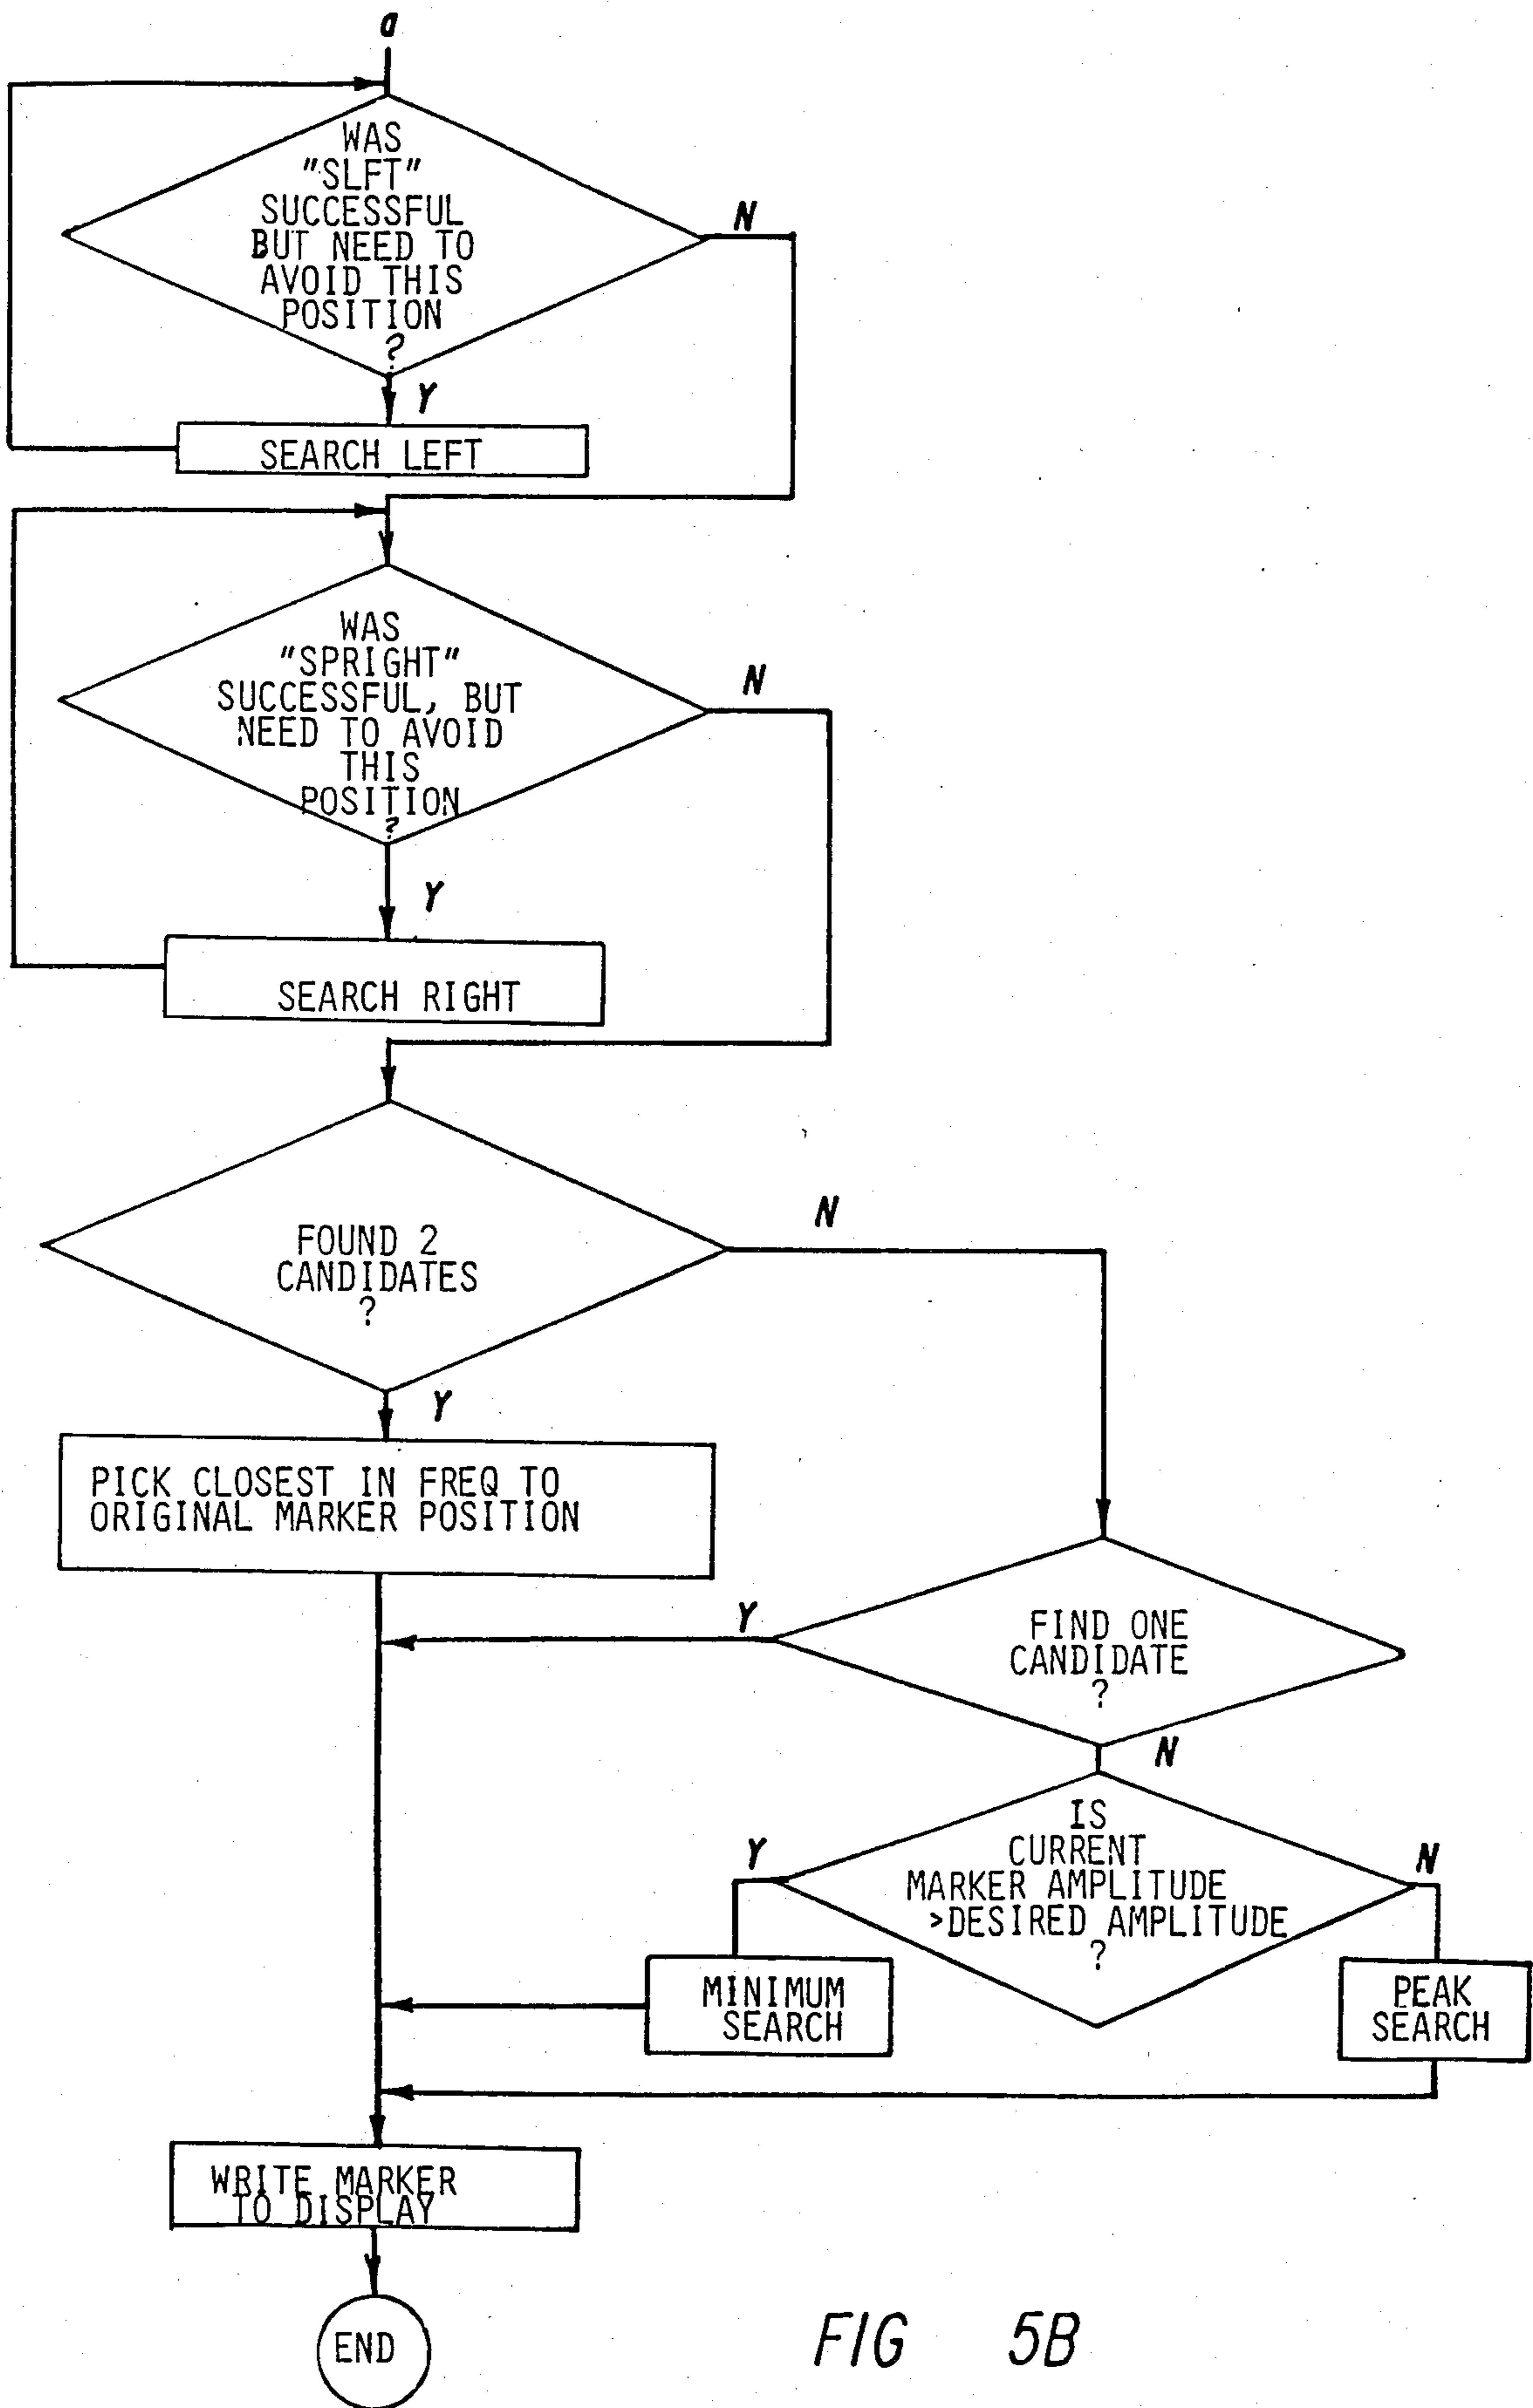 a
WAS
"SLFT"
SUCCESSFUL
BUT NEED TO
AVOID THIS
POSITION
?
N
Y
SEARCH LEFT
WAS
"SPRIGHT"
SUCCESSFUL, BUT
NEED TO AVOID
THIS
POSITION
?
N
Y
SEARCH RIGHT
FOUND 2
CANDIDATES
?
N
Y
PICK CLOSEST IN FREQ TO
ORIGINAL MARKER POSITION
FIND ONE
CANDIDATE
?
Y
N
IS
CURRENT
MARKER AMPLITUDE
>DESIRED AMPLITUDE
?
Y
N
MINIMUM
SEARCH
PEAK
SEARCH
WRITE MARKER
TO DISPLAY
END
FIG 5B